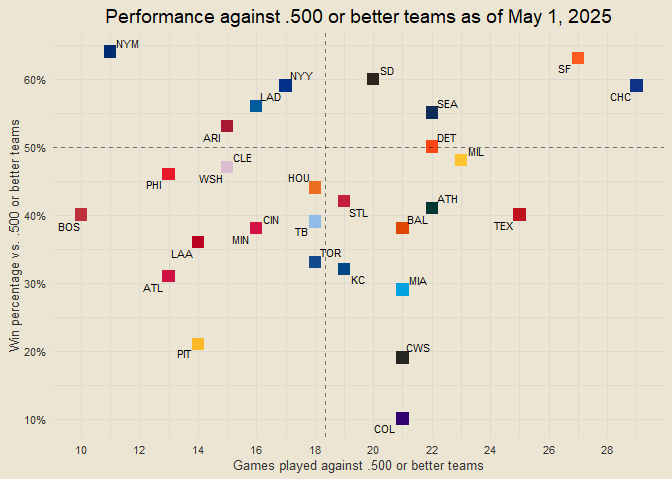 Performance against .500 or better teams as of May 1, 2025
Win percentage vs. .500 or better teams
60%
50%
40%
30%
20%
10%
NYM
NYY
SD
SF
CHC
LAD
SEA
ARI
DET
MIL
CLE
WSH
PHI
HOU
STL
ATH
BOS
TEX
CIN
MIN
TB
BAL
LAA
TOR
KC
ATL
MIA
PIT
CWS
COL
10 12 14 16 18 20 22 24 26 28
Games played against .500 or better teams